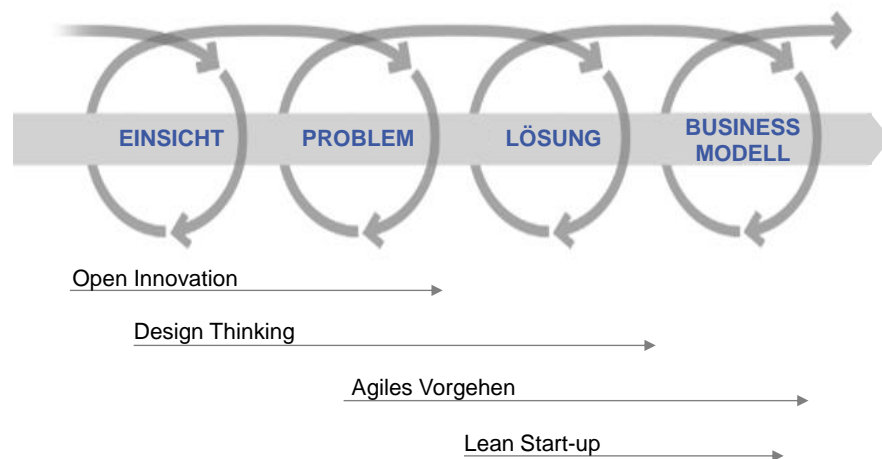 EINSICHT
PROBLEM
LÖSUNG
BUSINESS
MODELL
Open Innovation
Design Thinking
Agiles Vorgehen
Lean Start-up